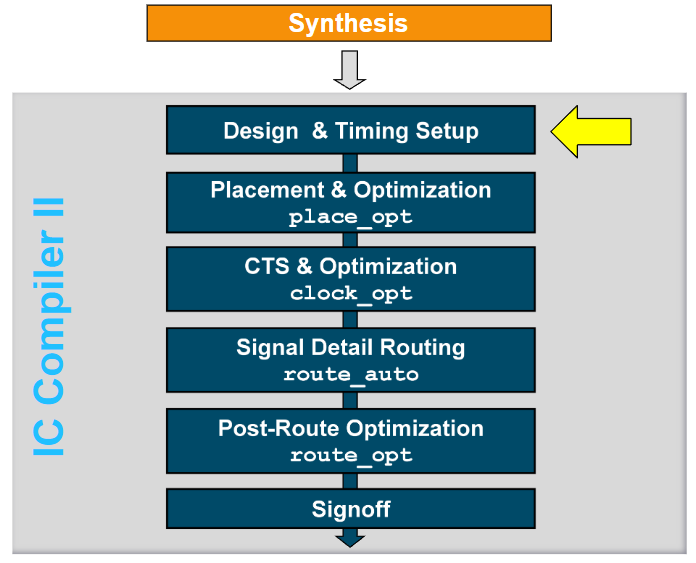 Synthesis
IC Compiler II
Design & Timing Setup
Placement & Optimization
place_opt
CTS & Optimization
clock_opt
Signal Detail Routing
route_auto
Post-Route Optimization
route_opt
Signoff